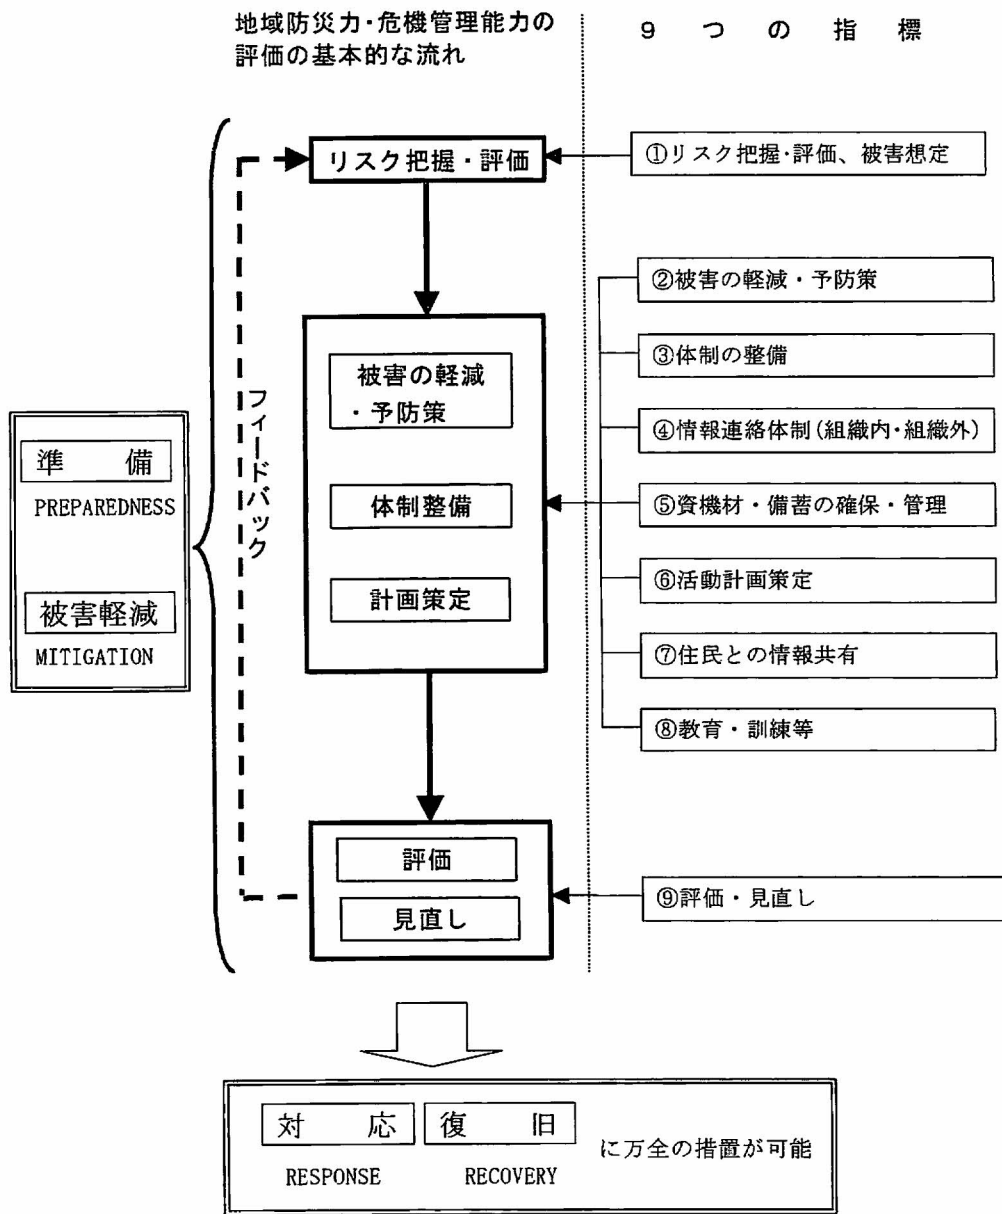 地域防災力・危機管理能力の
評価の基本的な流れ
9つの指標
リスク把握・評価
①リスク把握・評価、被害想定
被害の軽減
・予防策
体制整備
計画策定
②被害の軽減・予防策
③体制の整備
④情報連絡体制(組織内・組織外)
⑤資機材・備蓄の確保・管理
⑥活動計画策定
⑦住民との情報共有
⑧教育・訓練等
フィードバック
準備
PREPAREDNESS
被害軽減
MITIGATION
評価
見直し
⑨評価・見直し
対応
復旧
に万全の措置が可能
RESPONSE
RECOVERY